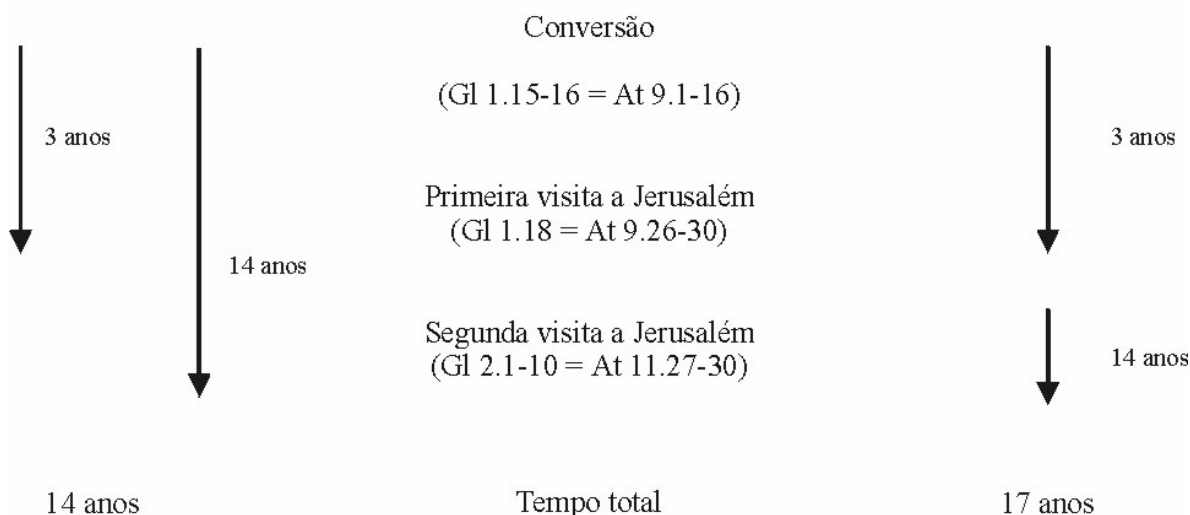 Conversão
(Gl 1.15-16 = At 9.1-16)
3 anos
3 anos
Primeira visita a Jerusalém
(Gl 1.18 = At 9.26-30)
14 anos
Segunda visita a Jerusalém
(Gl 2.1-10 = At 11.27-30)
14 anos
14 anos
Tempo total
17 anos